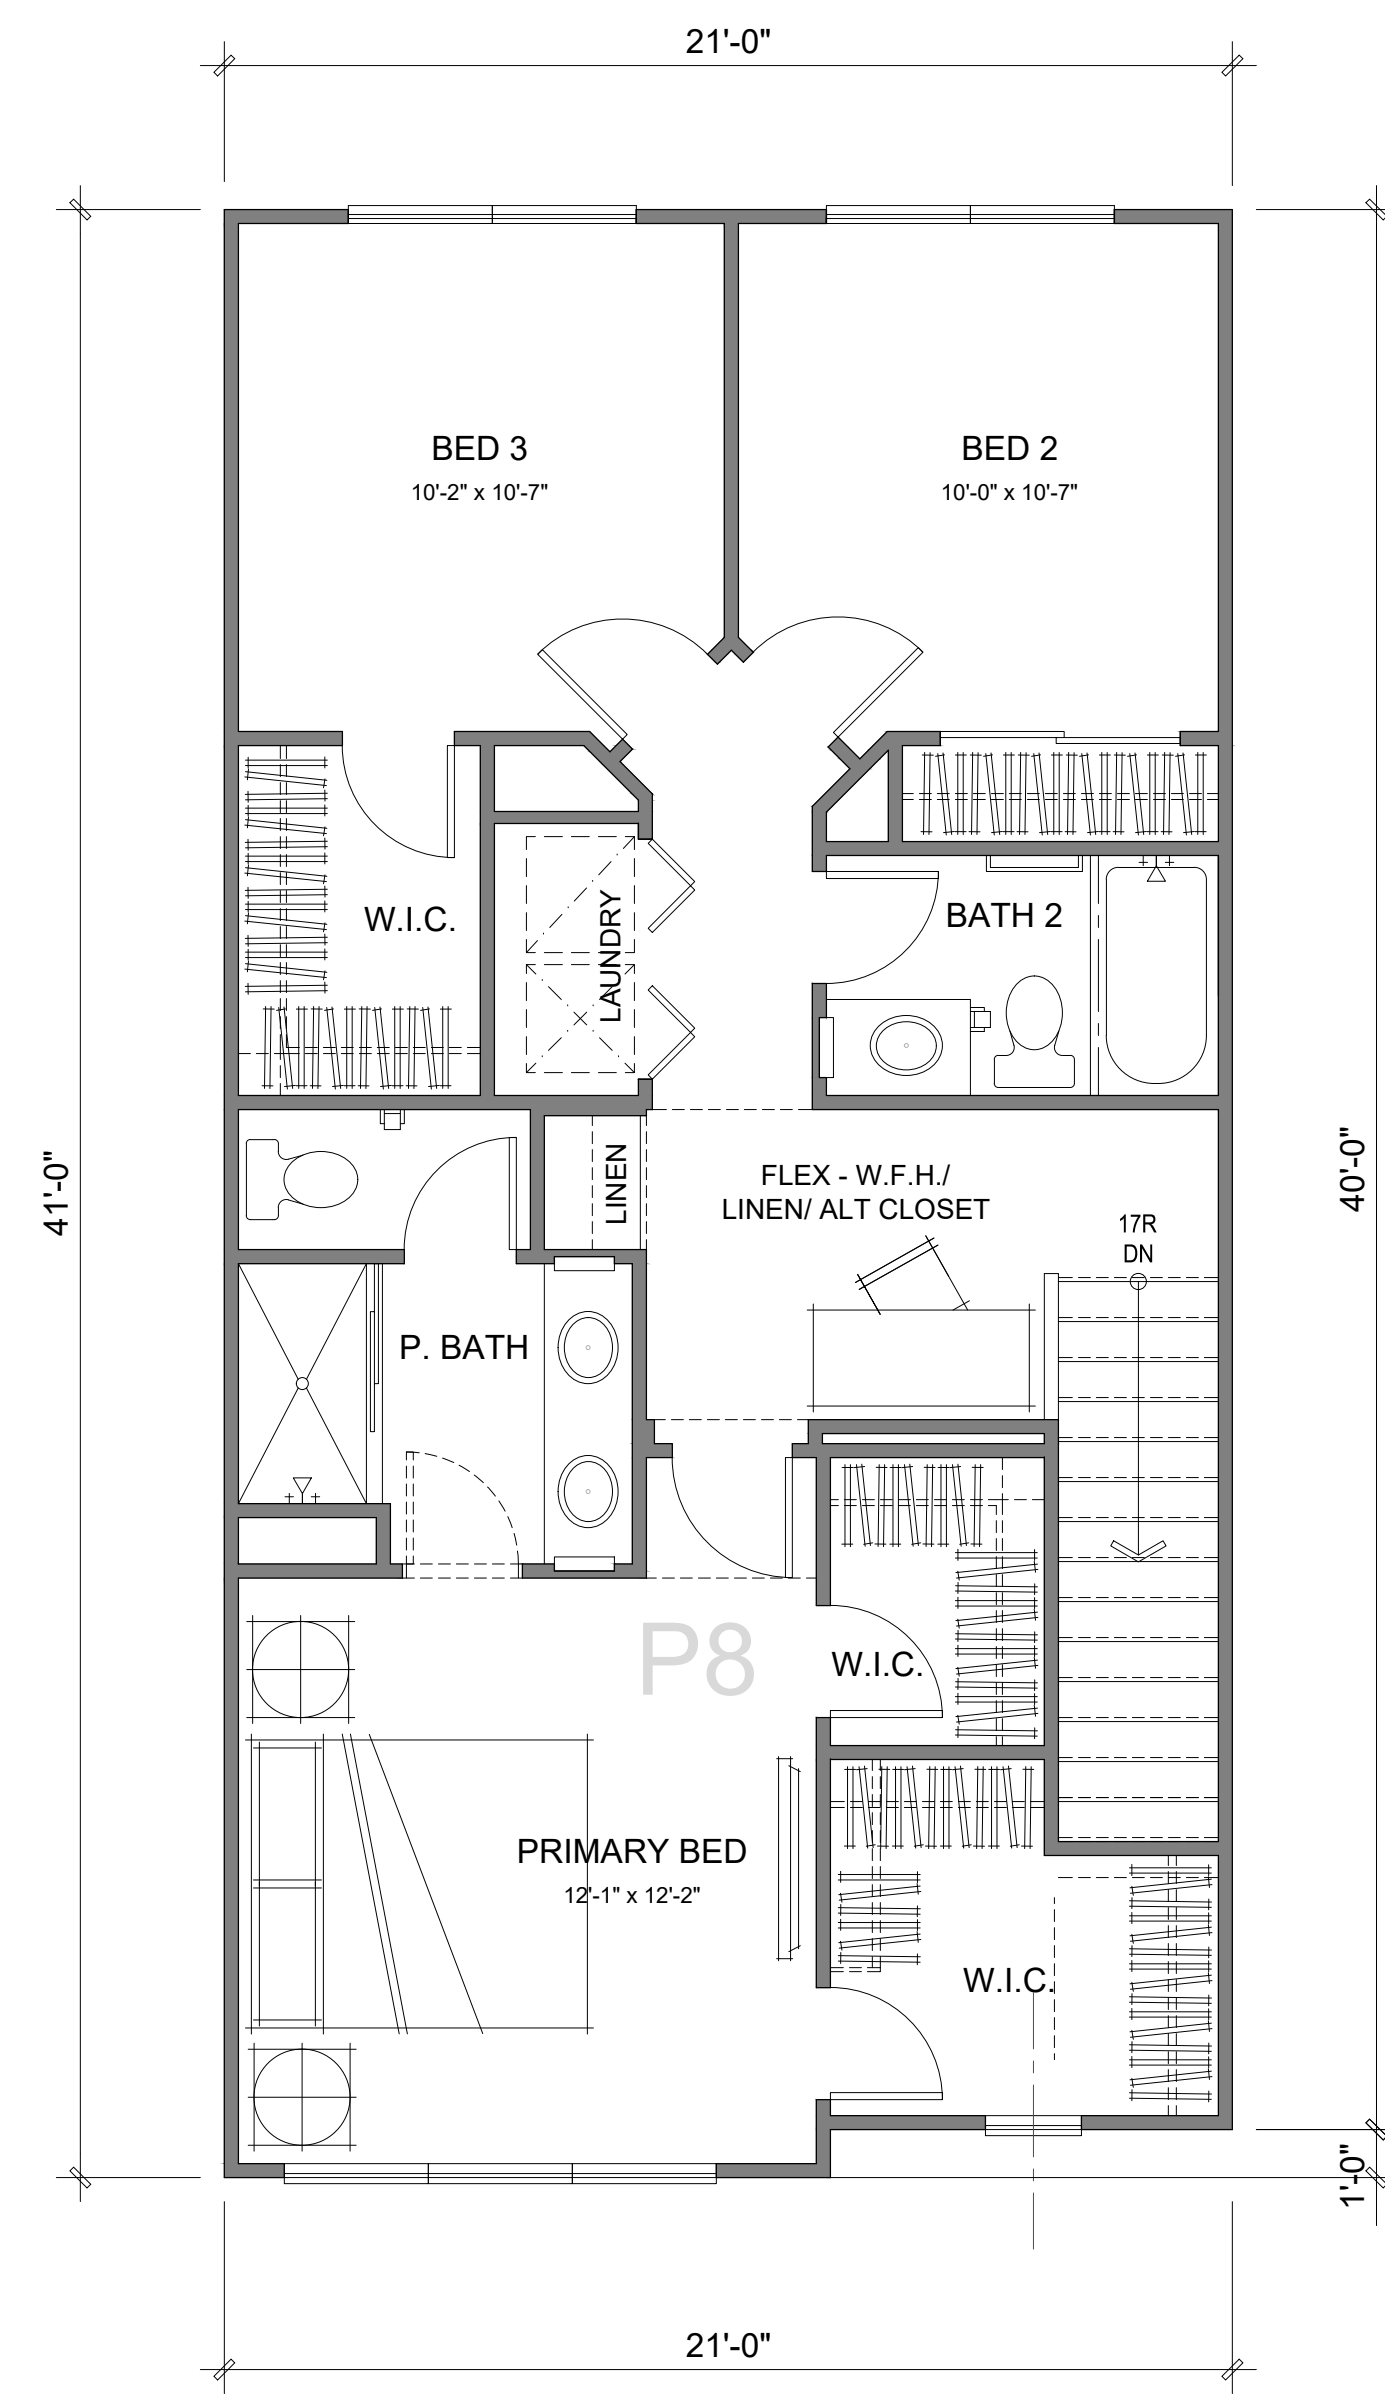 21'-0"
BED 3
10'-2" x 10'-7"
BED 2
10'-0" x 10'-7"
W.I.C.
LAUNDRY
BATH 2
41'-0"
40'-0"
LINEN
FLEX - W.F.H./
LINEN/ ALT CLOSET
17R
DN
P. BATH
P8
W.I.C.
PRIMARY BED
12'-1" x 12'-2"
W.I.C.
1'-0"
21'-0"